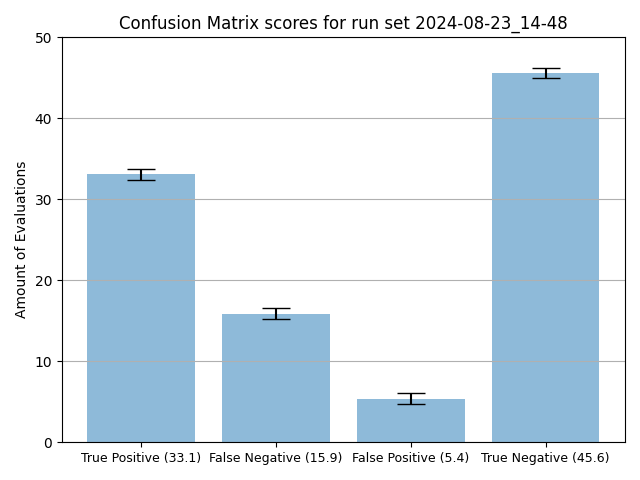 Confusion Matrix scores for run set 2024-08-23_14-48
Amount of Evaluations
50
40
30
20
10
0
True Positive (33.1) False Negative (15.9) False Positive (5.4) True Negative (45.6)